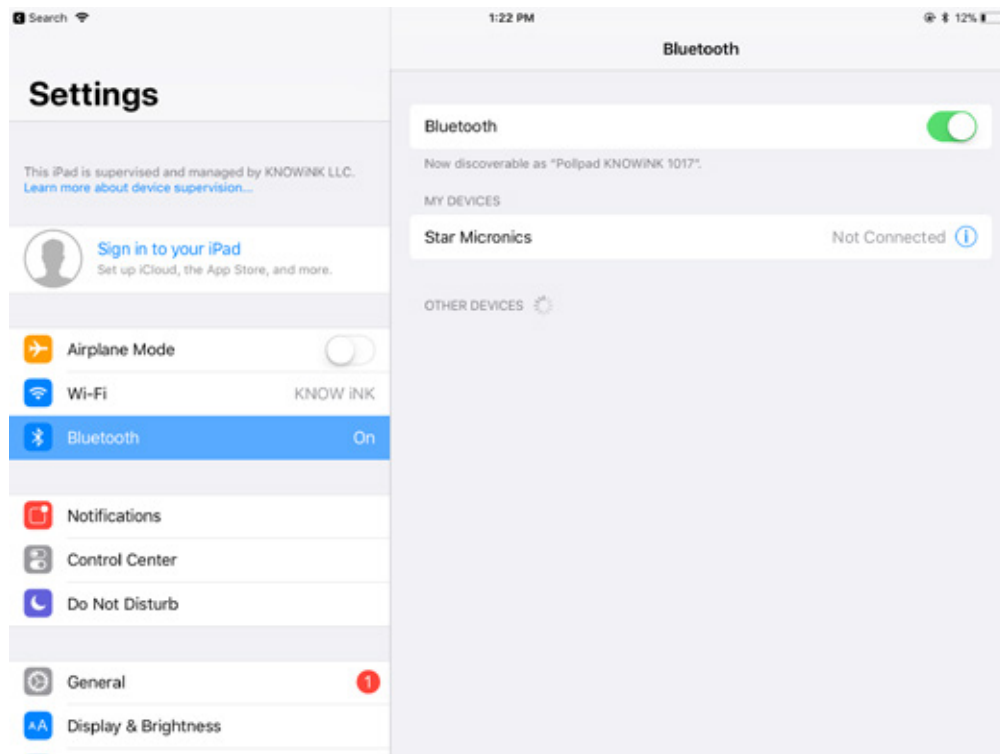 Search
1:22 PM
12%
Settings
This iPad is supervised and managed by KNOWiNK LLC.
Learn more about device supervision...
Sign in to your iPad
Set up iCloud, the App Store, and more.
Airplane Mode
Wi-Fi KNOW iNK
Bluetooth On
Notifications
Control Center
Do Not Disturb
General 1
AA Display & Brightness
Bluetooth
Bluetooth
Now discoverable as "Pollpad KNOWiNK 1017".
MY DEVICES
Star Micronics Not Connected i
OTHER DEVICES